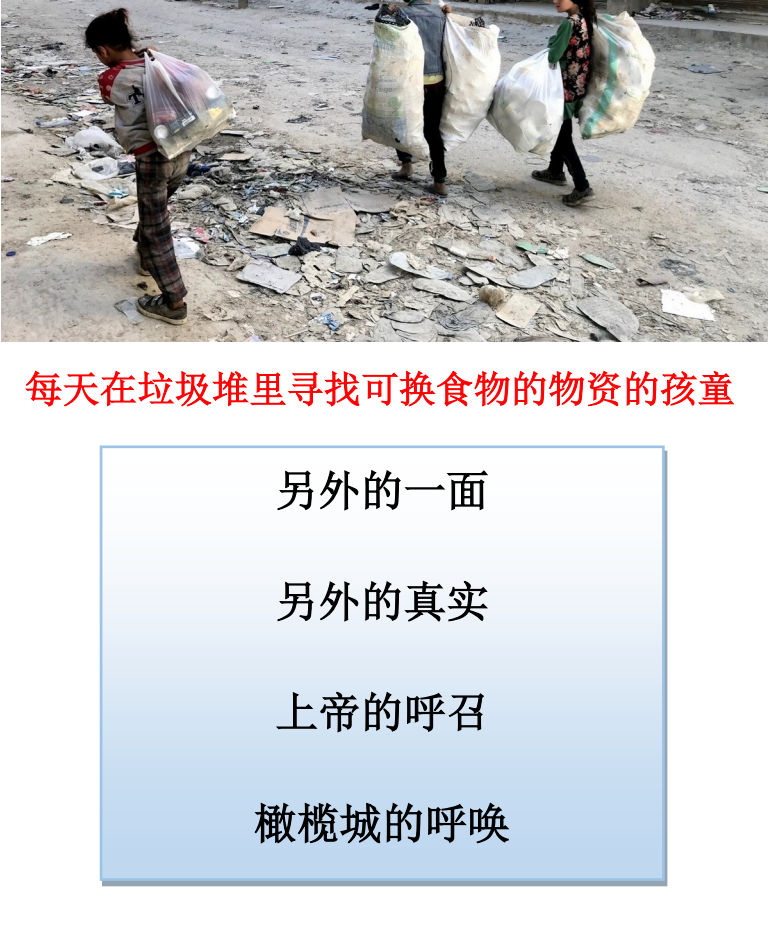 每天在垃圾堆里寻找可换食物的物资的孩童
另外的一面
另外的真实
上帝的呼召
橄榄城的呼唤